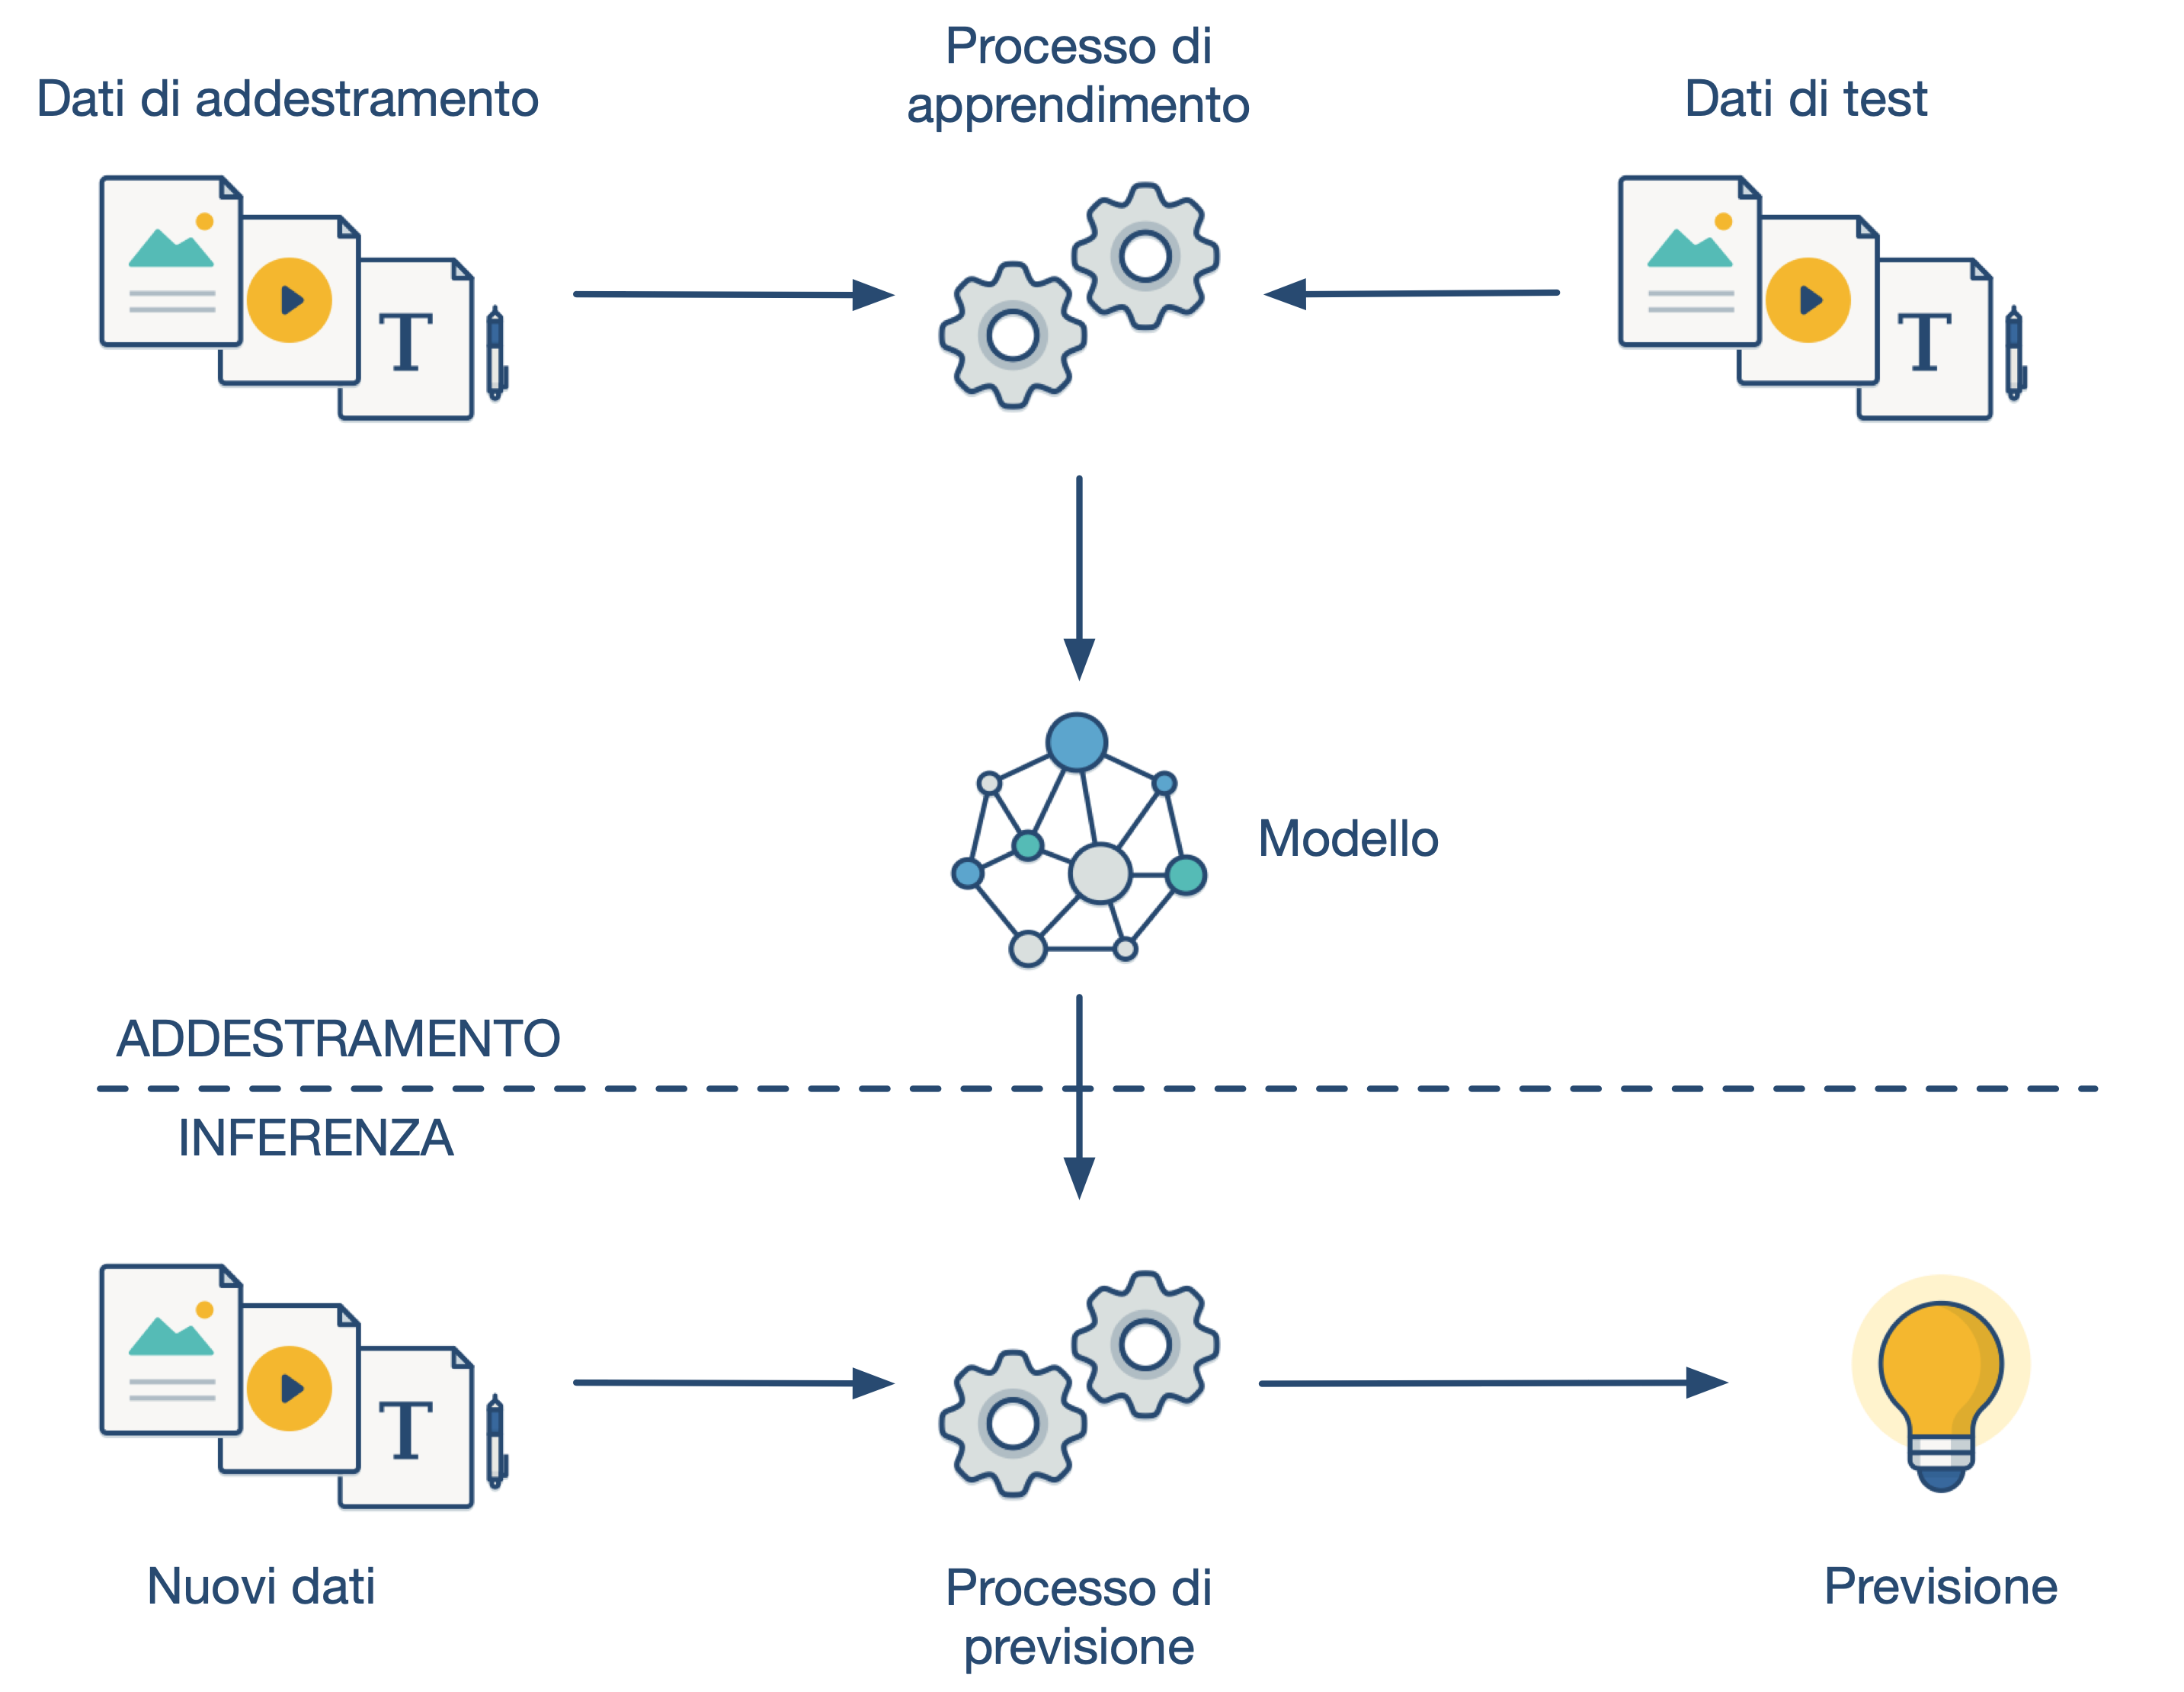 Dati di addestramento
Processo di
apprendimento
Dati di test
T
T
Modello
ADDESTRAMENTO
INFERENZA
T
Nuovi dati
Processo di
previsione
Previsione